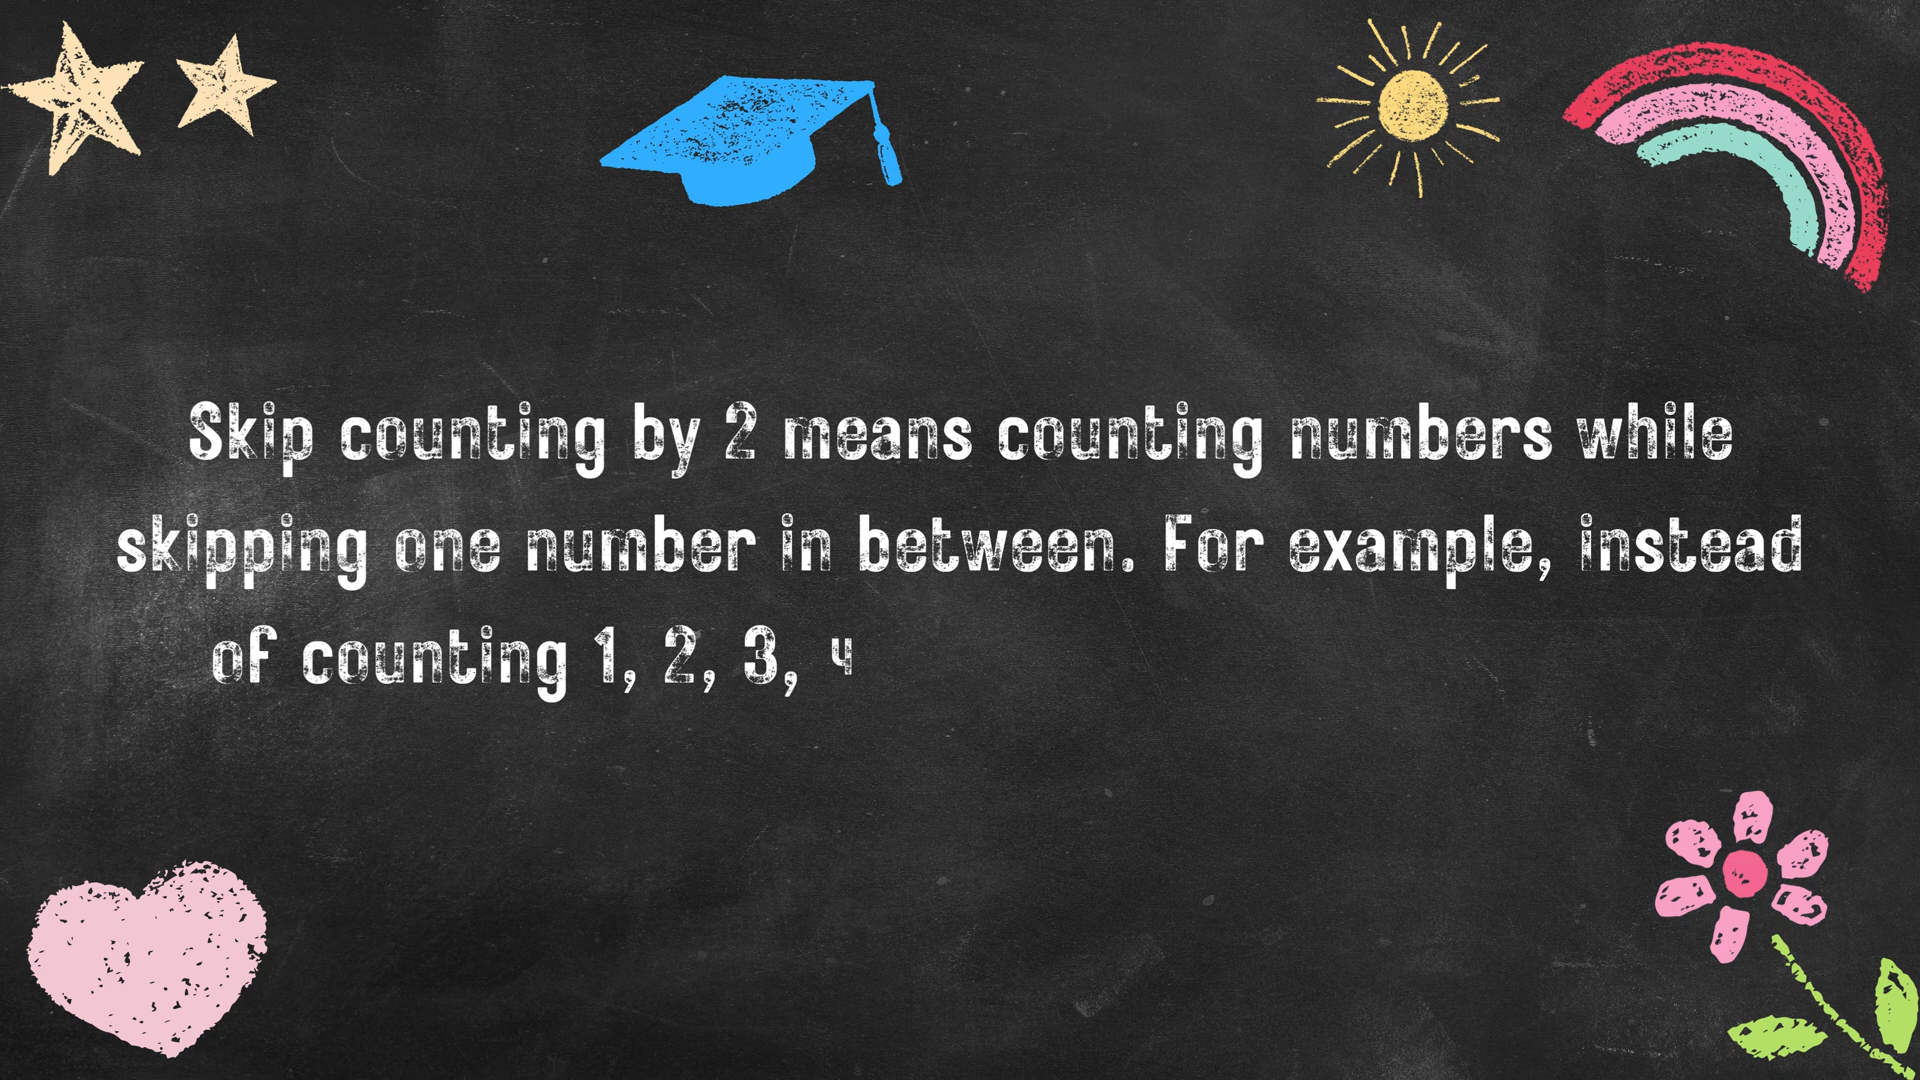 Skip counting by 2 means counting numbers while
skipping one number in between. For example, instead
of counting 1, 2, 3, 4